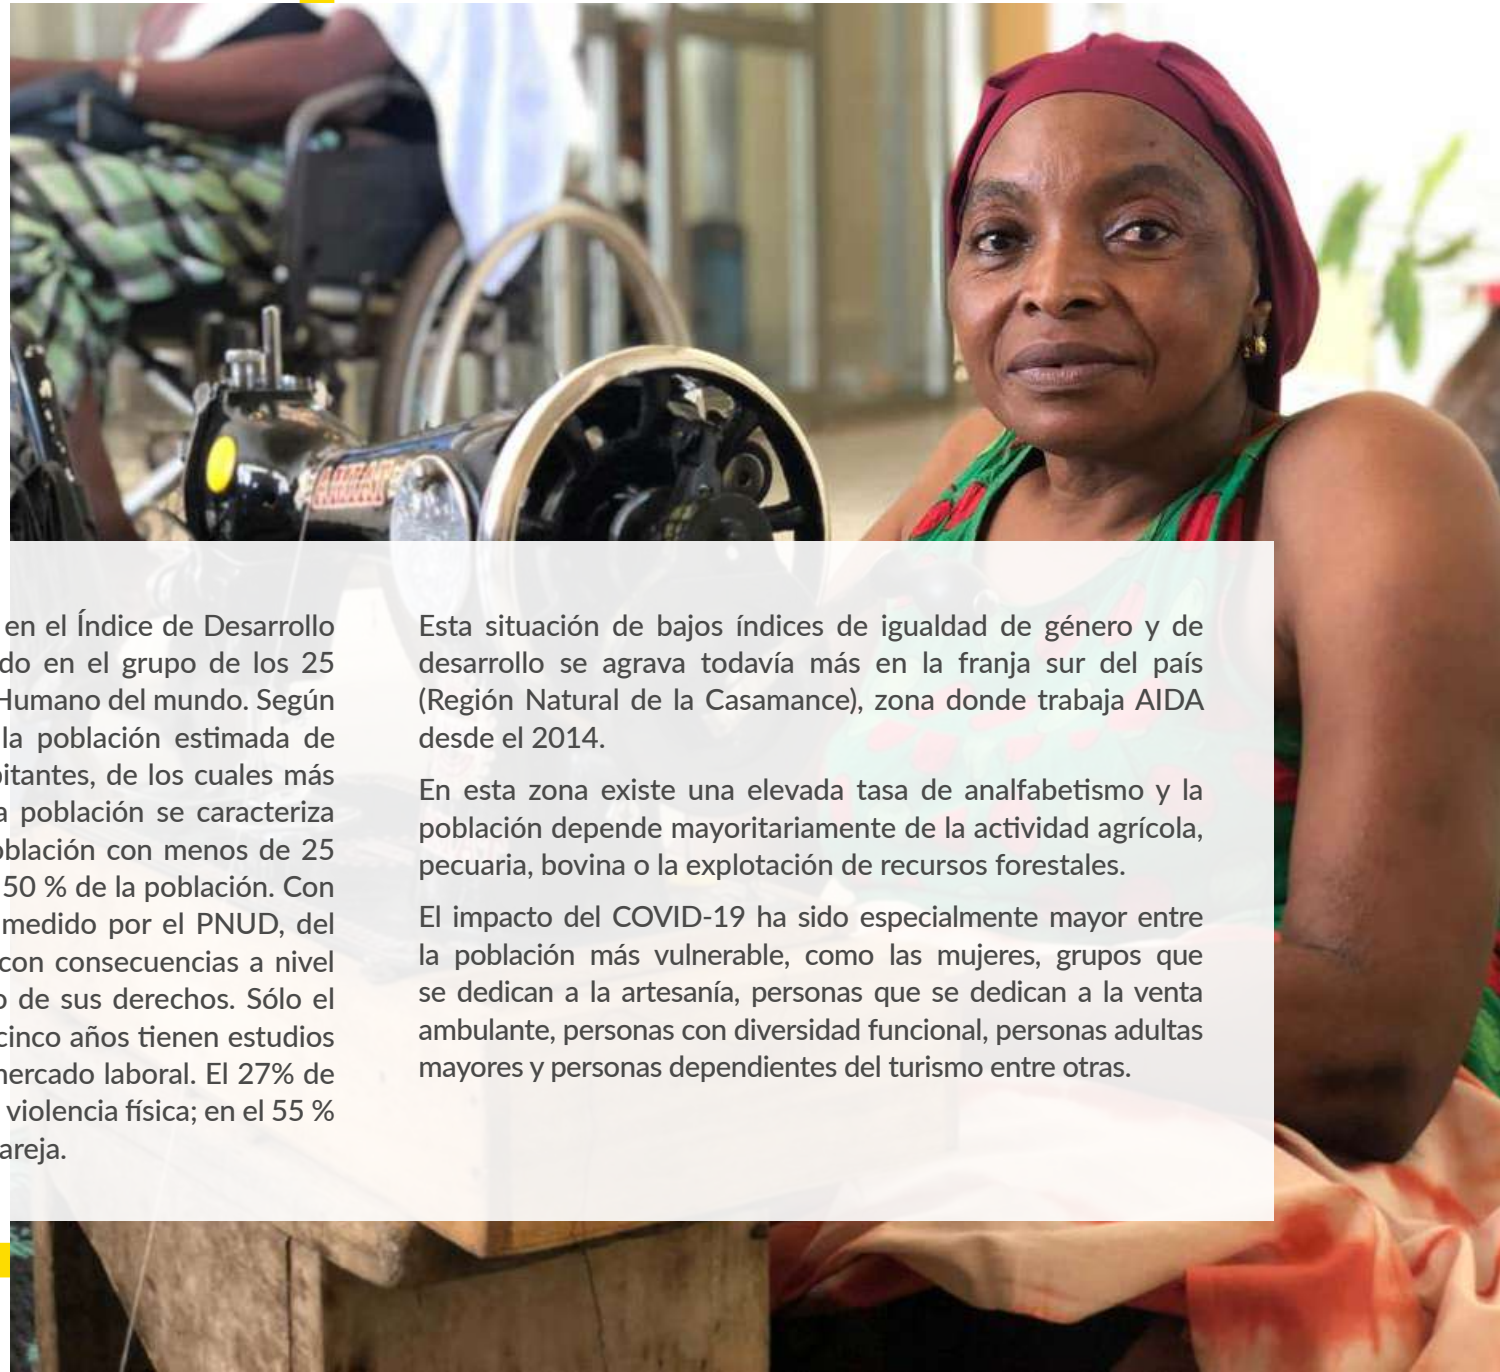 en el Índice de Desarrollo
en el grupo de los 25
Humano del mundo. Según
la población estimada de
de los cuales más
población se caracteriza
con menos de 25
50 % de la población. Con
medido por el PNUD, del
con consecuencias a nivel
de sus derechos. Sólo el
cinco años tienen estudios
laboral. El 27% de
violencia física; en el 55 %
Esta situación de bajos índices de igualdad de género y de
desarrollo se agrava todavía más en la franja sur del país
(Región Natural de la Casamance), zona donde trabaja AIDA
desde el 2014.
En esta zona existe una elevada tasa de analfabetismo y la
población depende mayoritariamente de la actividad agrícola,
pecuaria, bovina o la explotación de recursos forestales.
El impacto del COVID-19 ha sido especialmente mayor entre
la población más vulnerable, como las mujeres, grupos que
se dedican a la artesanía, personas que se dedican a la venta
ambulante, personas con diversidad funcional, personas adultas
mayores y personas dependientes del turismo entre otras.